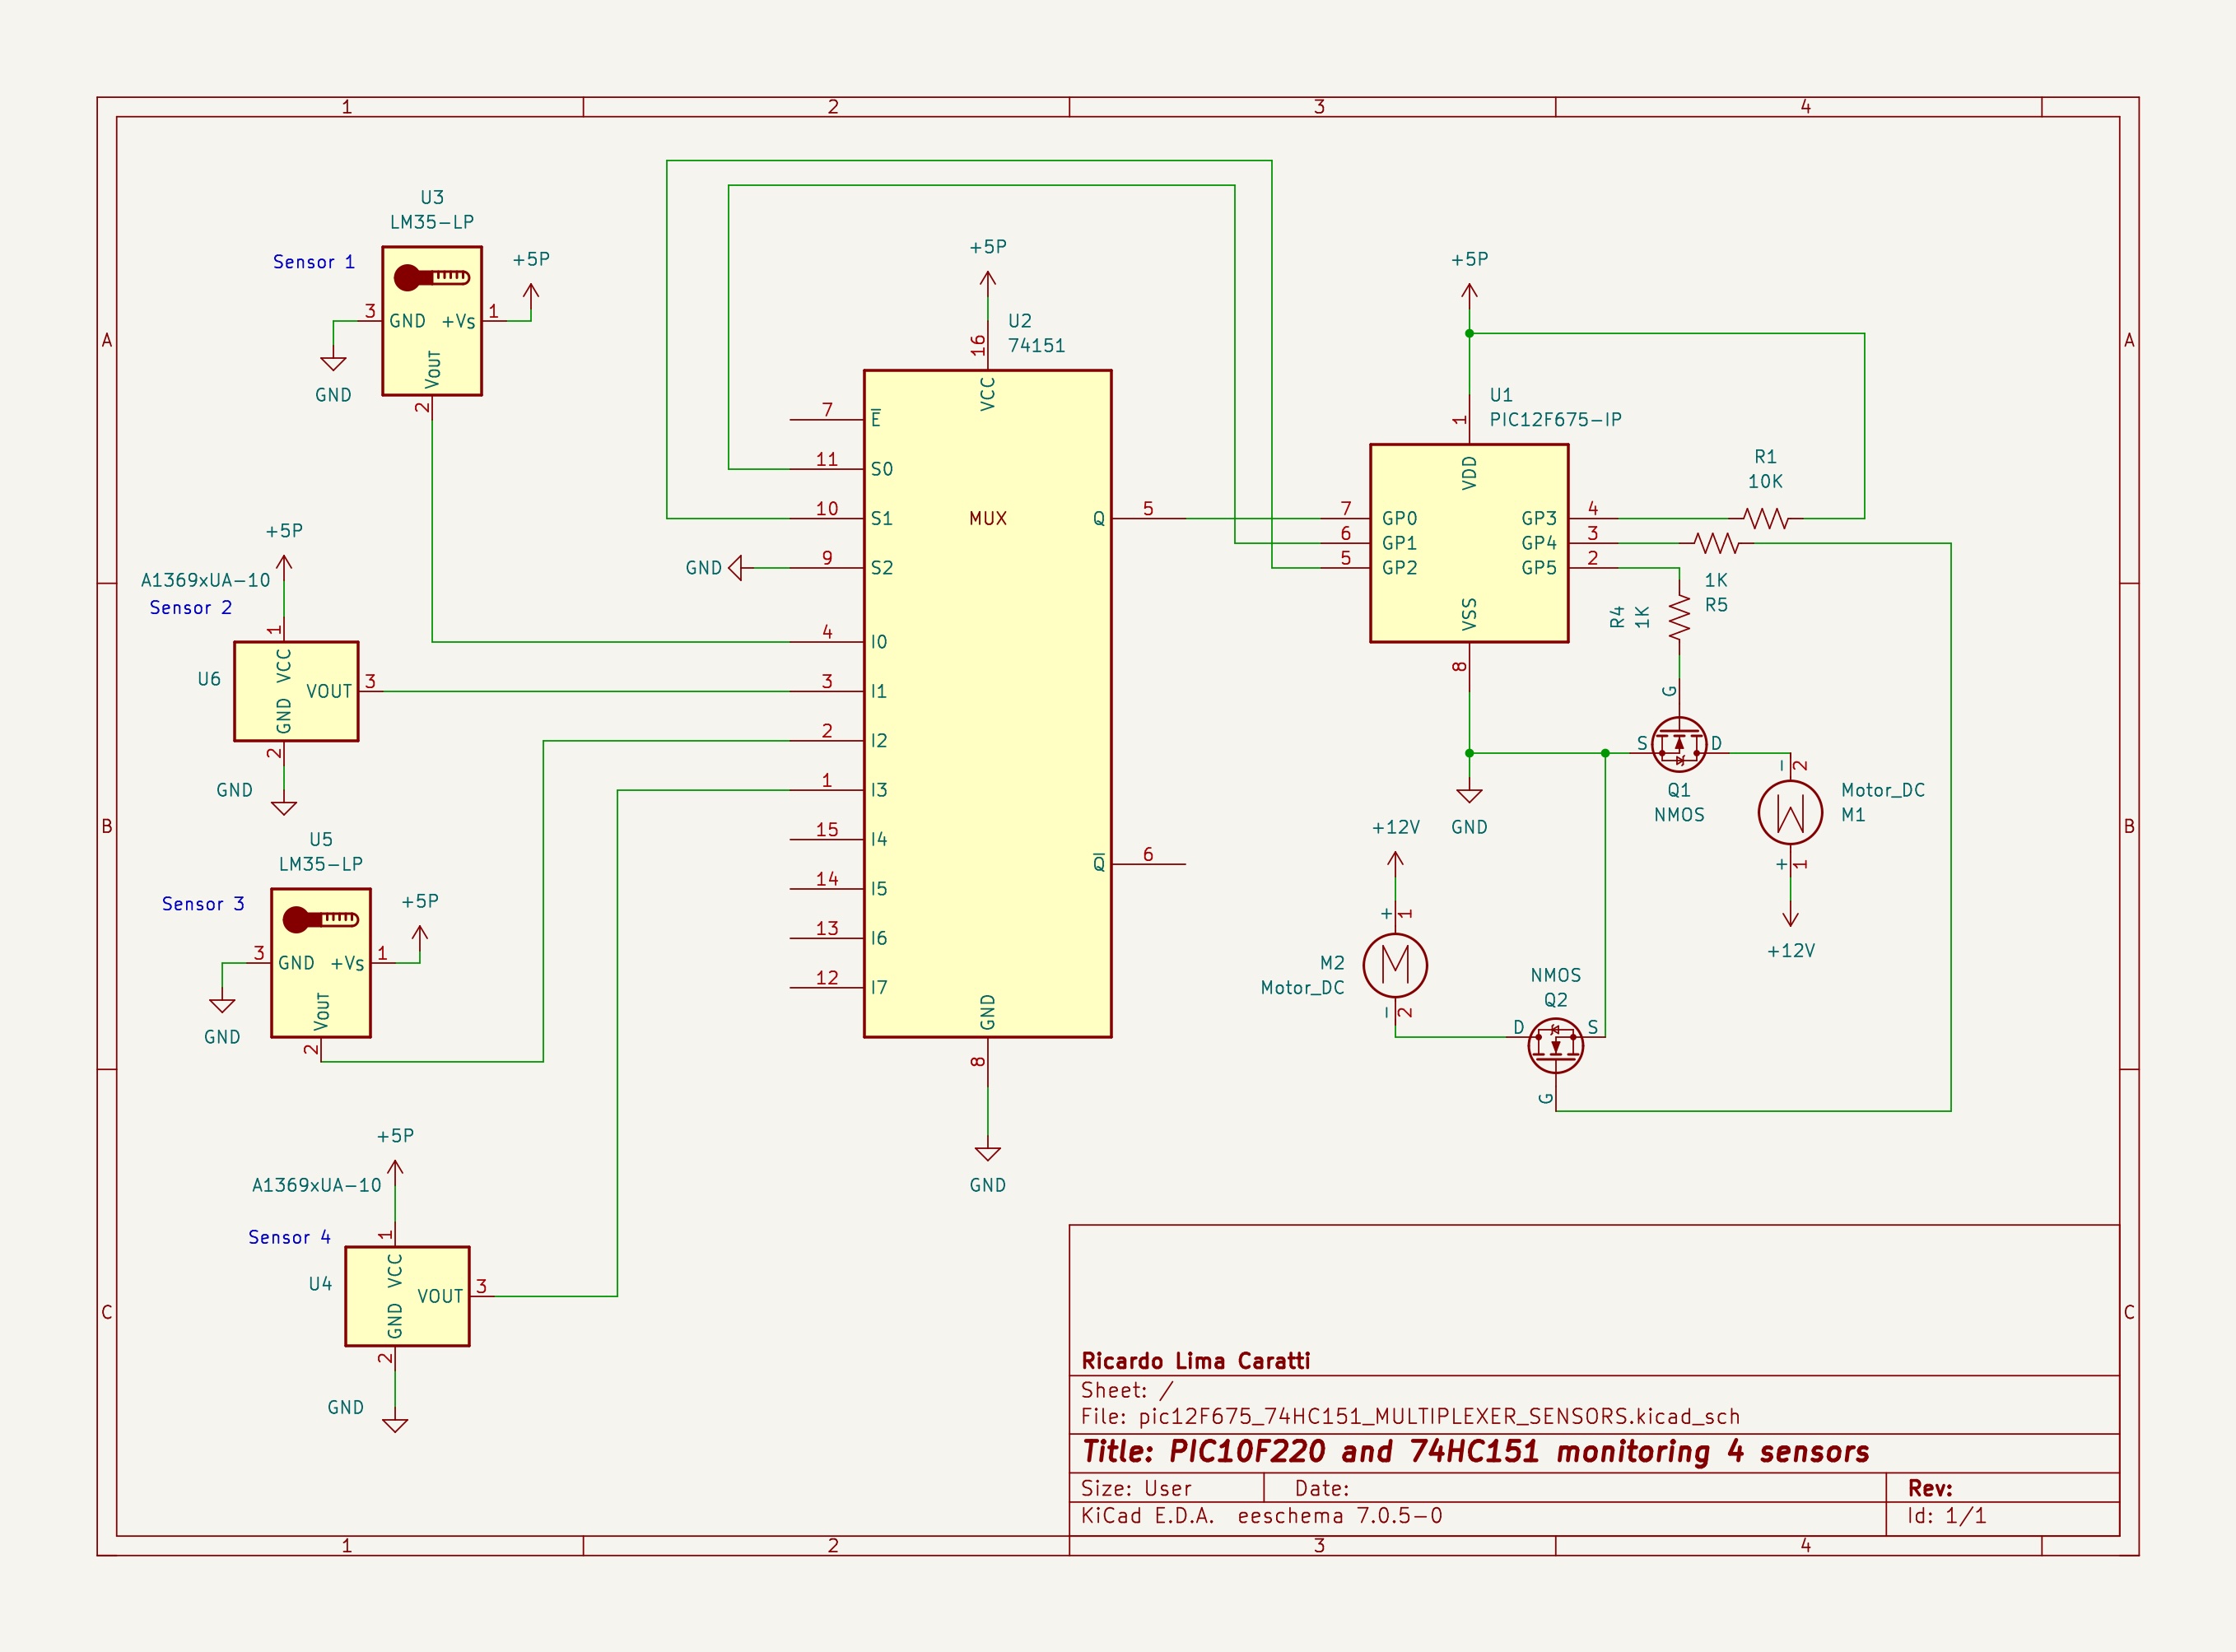 1 2 3 4
A A
B B
C C
U3
LM35-LP
Sensor 1
+5P
3 GND +Vs 1
VOUT
2
GND
+5P
A1369xUA-10
Sensor 2
1
VCC
U6
VOUT 3
GND
2
GND
U5
LM35-LP
Sensor 3
+5P
3 GND +Vs 1
VOUT
2
GND
+5P
A1369xUA-10
Sensor 4
1
VCC
U4
VOUT 3
GND
2
GND
+5P
U2
74151
16
VCC
7 E
11 S0
10 S1
MUX
Q 5
GND
9 S2
4 I0
3 I1
2 I2
1 I3
15 I4
Q 6
14 I5
13 I6
12 I7
GND
8
GND
+5P
U1
PIC12F675-IP
1
VDD
7 GP0
6 GP1
5 GP2
GP3 4
GP4 3
GP5 2
VSS
8
R1
10K
1K
R5
R4
1K
G
S D
Q1
NMOS
GND
- 2
Motor_DC
M1
+ 1
+12V
+12V
+ 1
M
M2
Motor_DC
- 2
NMOS
Q2
D S
G
Ricardo Lima Caratti
Sheet: /
File: pic12F675_74HC151_MULTIPLEXER_SENSORS.kicad_sch
Title: PIC10F220 and 74HC151 monitoring 4 sensors
Size: User Date: Rev:
KiCad E.D.A. eeschema 7.0.5-0 Id: 1/1
1 2 3 4